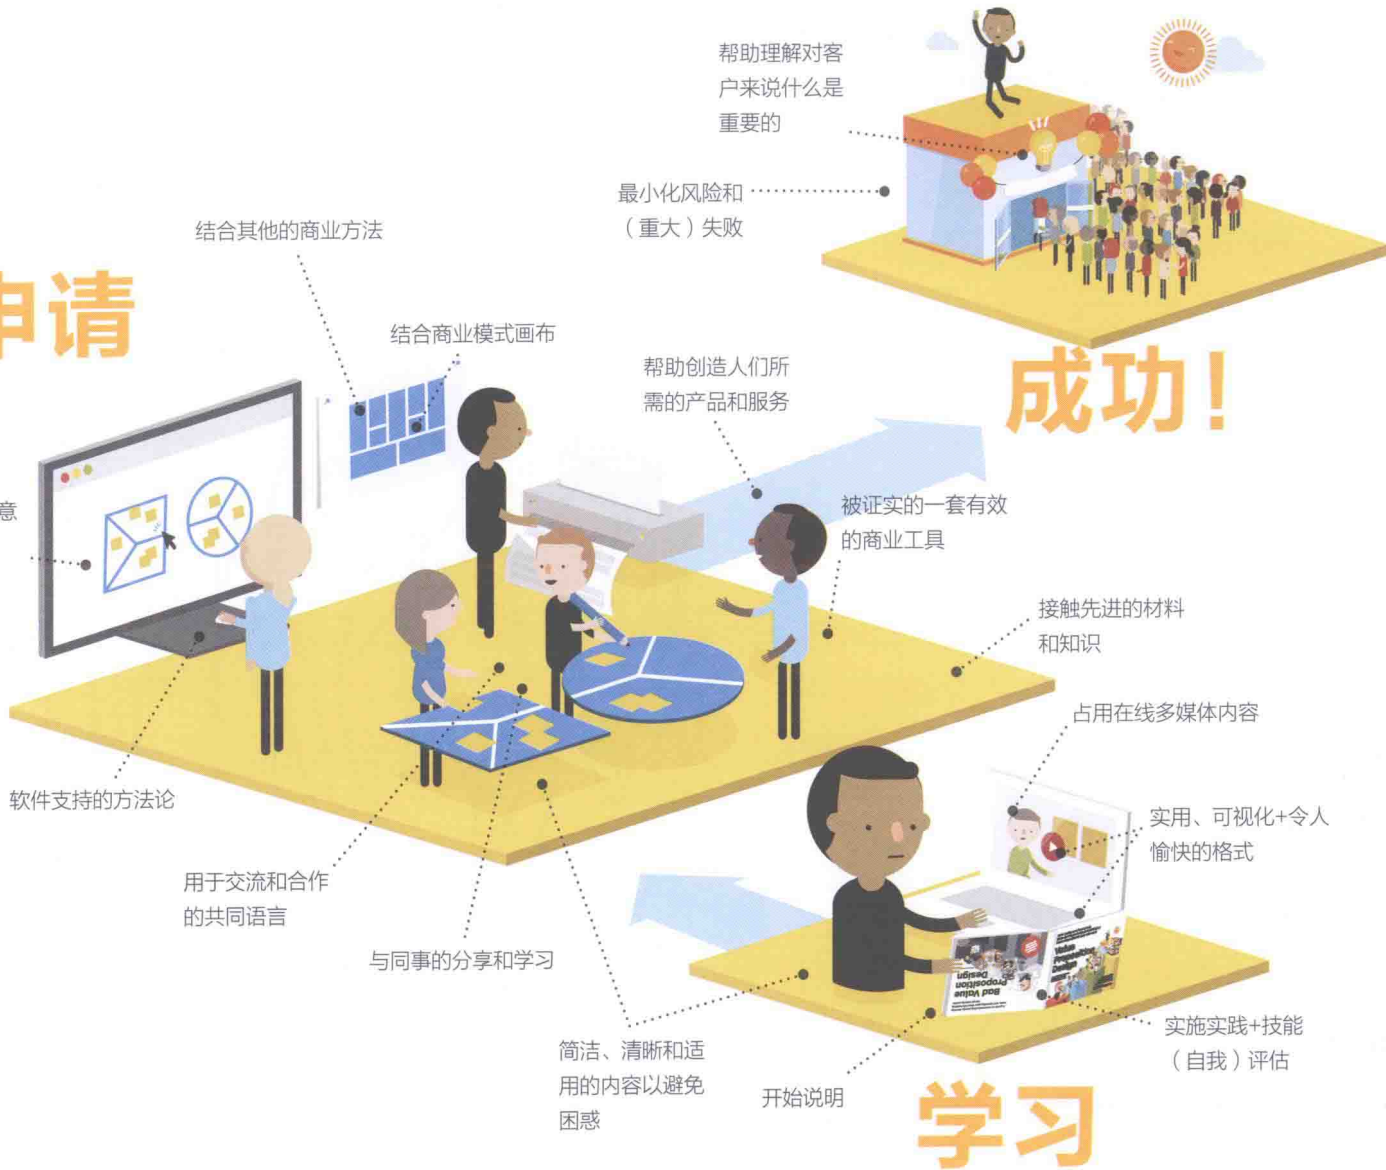 帮助理解对客
户来说什么是
重要的
最小化风险和
（重大）失败
结合其他的商业方法
申请
结合商业模式画布
帮助创造人们所
需的产品和服务
成功！
意
被证实的一套有效
的商业工具
接触先进的材料
和知识
占用在线多媒体内容
软件支持的方法论
实用、可视化+令人
愉快的格式
用于交流和合作
的共同语言
与同事的分享和学习
Bad Value
Proposition
Design
Value
Proposition
Design
简洁、清晰和适
用的内容以避免
困惑
开始说明
实施实践+技能
（自我）评估
学习